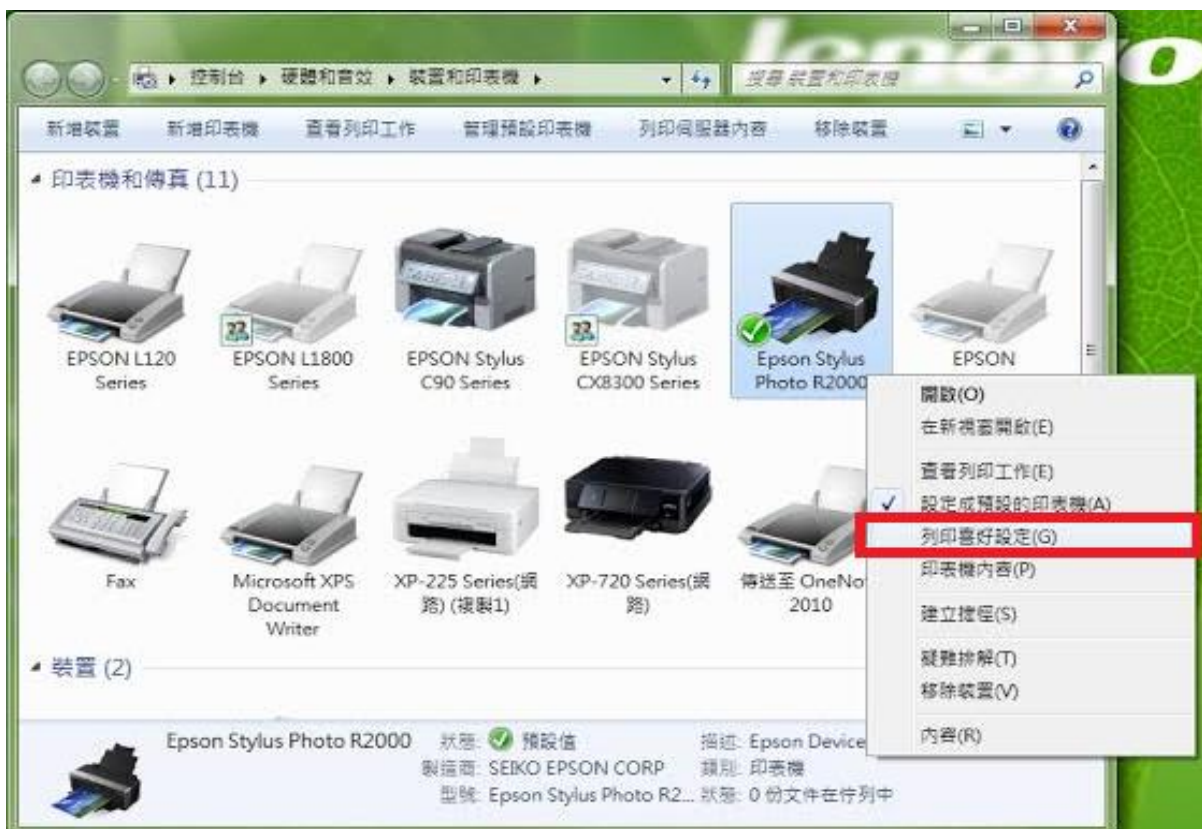 lenovo
控制台 ▸ 硬體和音效 ▸ 裝置和印表機 ▸
搜尋 裝置和印表機
新增裝置 新增印表機 查看列印工作 管理預設印表機 列印伺服器內容 移除裝置
印表機和傳真 (11)
EPSON L120
Series
EPSON L1800
Series
EPSON Stylus
C90 Series
EPSON Stylus
CX8300 Series
Epson Stylus
Photo R2000
EPSON
開啟(O)
在新視窗開啟(E)
查看列印工作(E)
設定成預設的印表機(A)
列印喜好設定(G)
印表機內容(P)
建立捷徑(S)
疑難排解(T)
移除裝置(V)
內容(R)
Fax
Microsoft XPS
Document
Writer
XP-225 Series(網
路) (複製1)
XP-720 Series(網
路)
傳送至 OneNo
2010
裝置 (2)
Epson Stylus Photo R2000 狀態: 預設值 描述: Epson Device
製造商: SEIKO EPSON CORP 類別: 印表機
型號: Epson Stylus Photo R2... 狀態: 0 份文件在佇列中